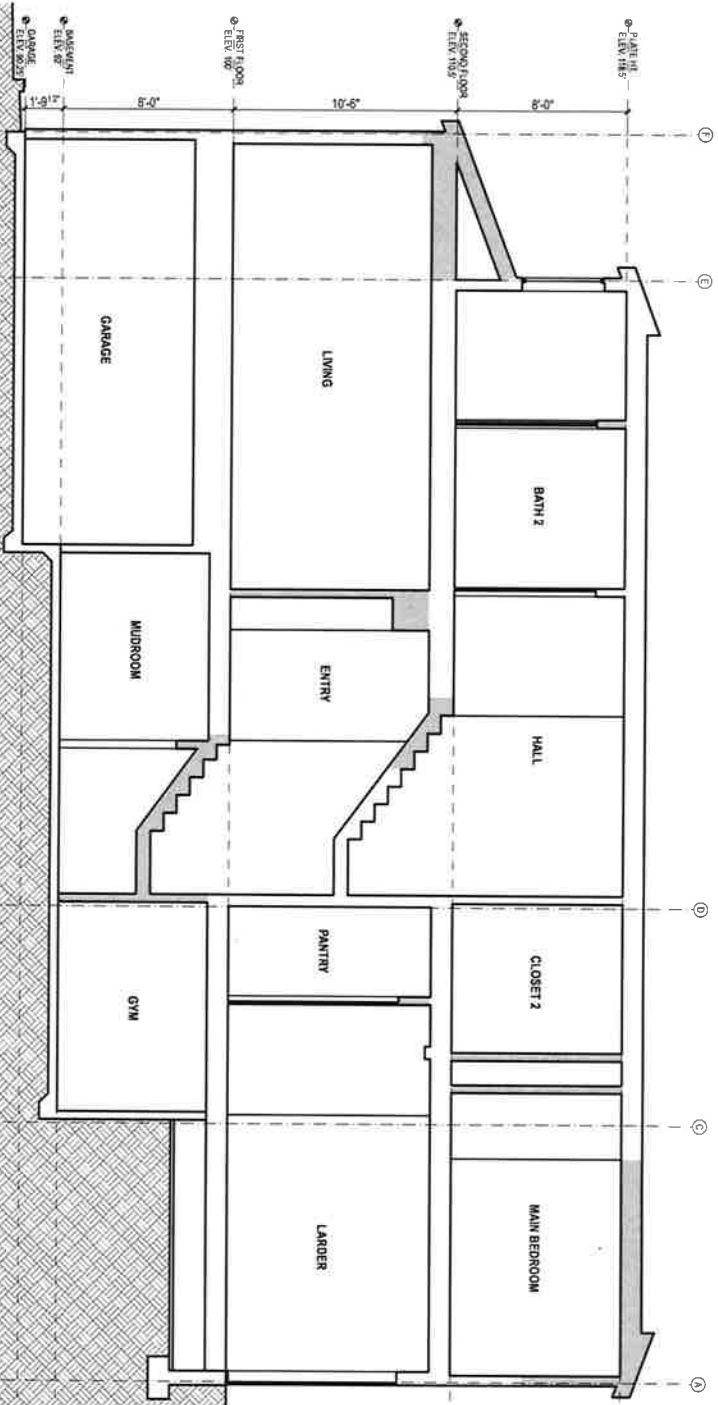 F
E
D
C
A
PLATE HT
ELEV. 118.5'
8'-0"
BATH 2
HALL
CLOSET 2
MAIN BEDROOM
SECOND FLOOR
ELEV. 110.5'
10'-6"
LIVING
ENTRY
PANTRY
LARDER
FIRST FLOOR
ELEV. 100'
8'-0"
GARAGE
MUDROOM
GYM
BASEMENT
ELEV. 92'
1'-9 1/2"
GARAGE
ELEV. 90.25'